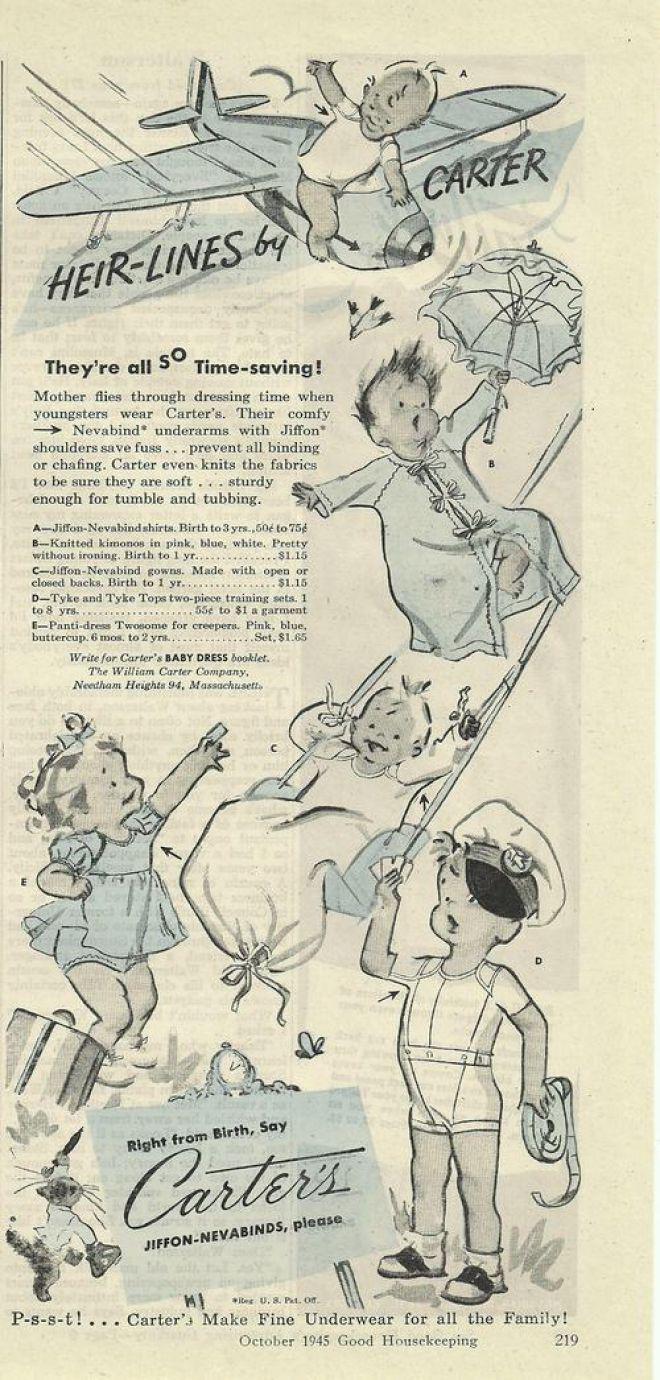 A
HEIR-LINES by CARTER
They're all SO Time-saving!
Mother flies through dressing time when
youngsters wear Carter's. Their comfy
→ Nevabind* underarms with Jiffon*
shoulders save fuss . . . prevent all binding
or chafing. Carter even knits the fabrics
to be sure they are soft . . . sturdy
enough for tumble and tubbing.
B
A—Jiffon-Nevabind shirts. Birth to 3 yrs., 50¢ to 75¢
B—Knitted kimonos in pink, blue, white. Pretty
without ironing. Birth to 1 yr..............$1.15
C—Jiffon-Nevabind gowns. Made with open or
closed backs. Birth to 1 yr................$1.15
D—Tyke and Tyke Tops two-piece training sets. 1
to 8 yrs....................55¢ to $1 a garment
E—Panti-dress Twosome for creepers. Pink, blue,
buttercup. 6 mos. to 2 yrs...............Set, $1.65
Write for Carter's BABY DRESS booklet.
The William Carter Company,
Needham Heights 94, Massachusetts
C
E
D
Right from Birth, Say
Carter's
JIFFON-NEVABINDS, please
*Reg. U. S. Pat. Off.
P-s-s-t! . . . Carter's Make Fine Underwear for all the Family!
October 1945 Good Housekeeping 219